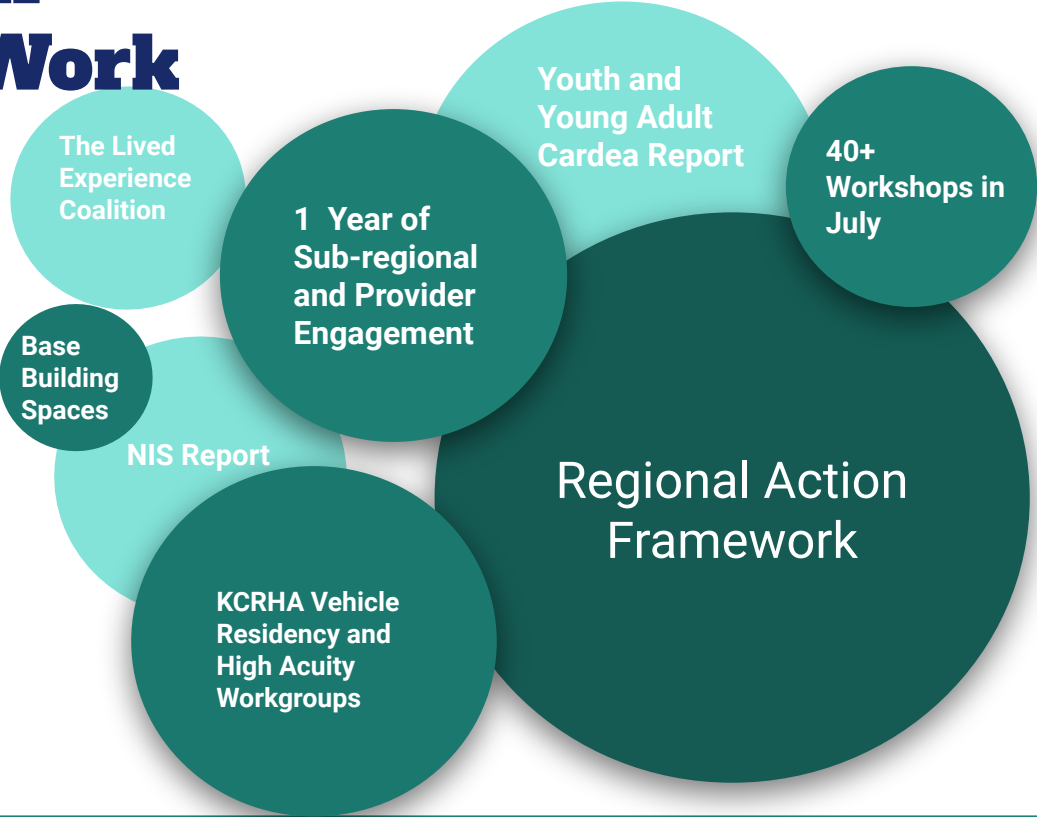 Work
The Lived
Experience
Coalition
1 Year of
Sub-regional
and Provider
Engagement
Youth and
Young Adult
Cardea Report
40+
Workshops in
July
Base
Building
Spaces
NIS Report
Regional Action
Framework
KCRHA Vehicle
Residency and
High Acuity
Workgroups